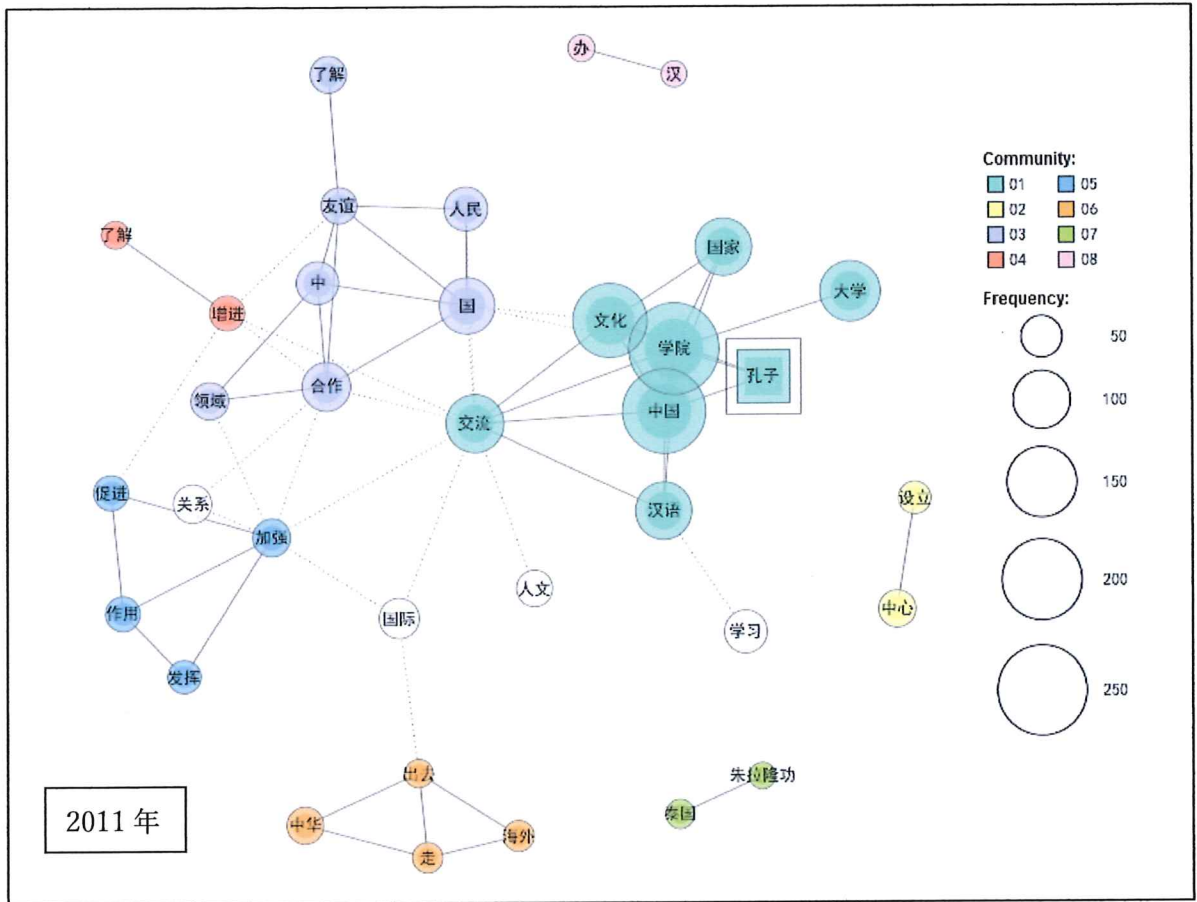 办
汉
了解
友谊
人民
了解
中
增进
国
国家
文化
大学
学院
孔子
合作
领域
交流
中国
促进
关系
汉语
加强
设立
人文
国际
中心
作用
学习
发挥
出去
朱拉隆功
中华
泰国
海外
走
2011 年
Community:
01 05
02 06
03 07
04 08
Frequency:
50
100
150
200
250